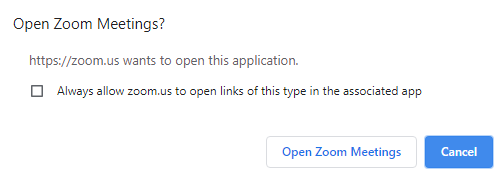 Open Zoom Meetings?
https://zoom.us wants to open this application.
Always allow zoom.us to open links of this type in the associated app
Open Zoom Meetings
Cancel